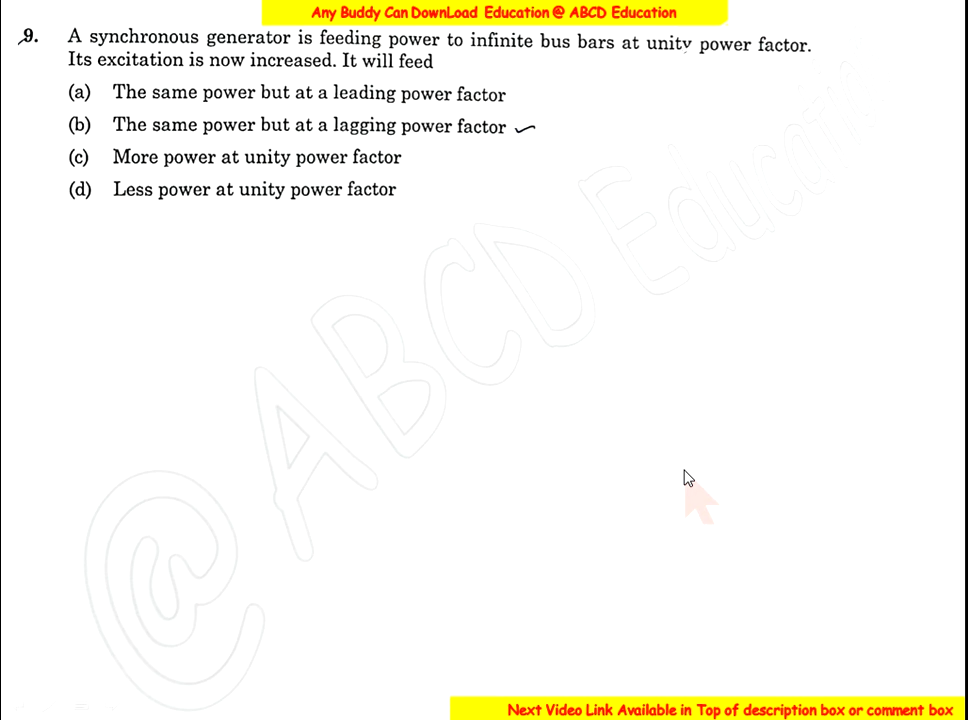 Any Buddy Can DownLoad Education @ ABCD Education
9. A synchronous generator is feeding power to infinite bus bars at unity power factor.
Its excitation is now increased. It will feed
(a) The same power but at a leading power factor
(b) The same power but at a lagging power factor
(c) More power at unity power factor
(d) Less power at unity power factor
@ABCD Education
Next Video Link Available in Top of description box or comment box